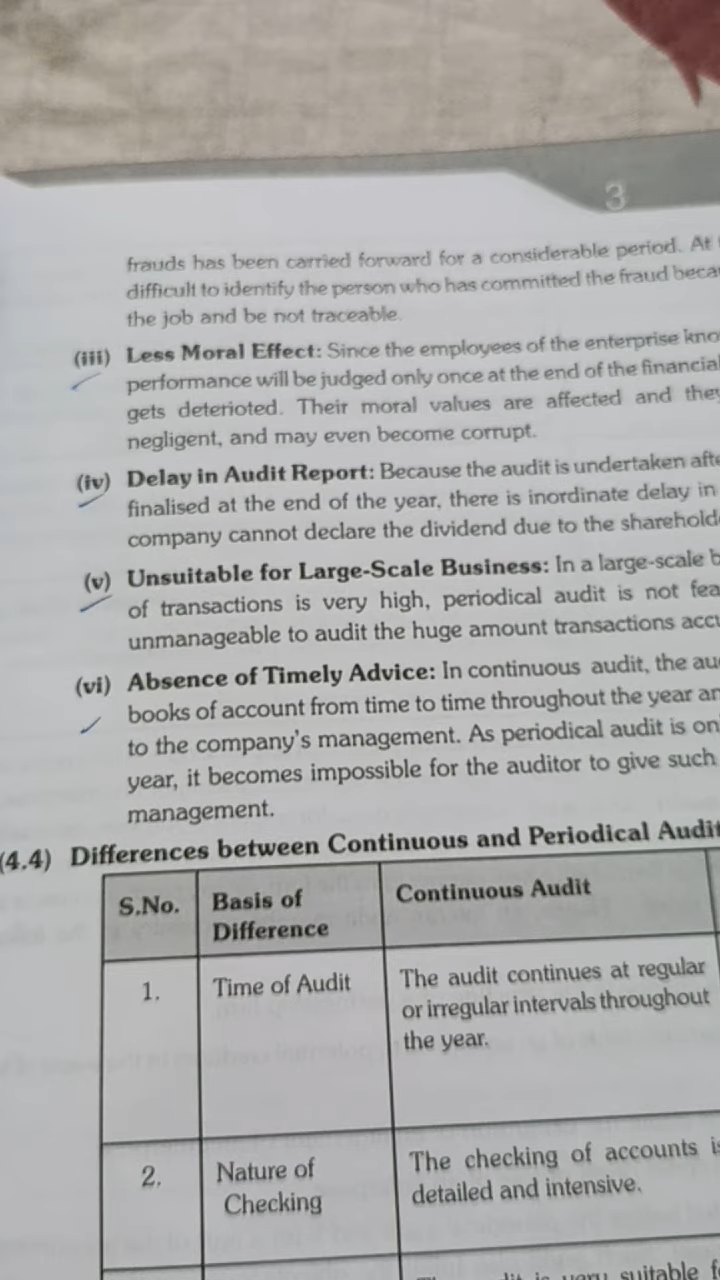 3
frauds has been carried forward for a considerable period. At
difficult to identify the person who has committed the fraud beca
the job and be not traceable.
(iii) Less Moral Effect: Since the employees of the enterprise kno
performance will be judged only once at the end of the financial
gets deterioted. Their moral values are affected and they
negligent, and may even become corrupt.
(iv) Delay in Audit Report: Because the audit is undertaken afte
finalised at the end of the year, there is inordinate delay in
company cannot declare the dividend due to the sharehold
(v) Unsuitable for Large-Scale Business: In a large-scale b
of transactions is very high, periodical audit is not fea
unmanageable to audit the huge amount transactions accu
(vi) Absence of Timely Advice: In continuous audit, the au
books of account from time to time throughout the year an
to the company's management. As periodical audit is on
year, it becomes impossible for the auditor to give such
management.
(4.4) Differences between Continuous and Periodical Audit
S.No. Basis of Difference Continuous Audit
1. Time of Audit The audit continues at regular
or irregular intervals throughout
the year.
2. Nature of Checking The checking of accounts is
detailed and intensive.
suitable f